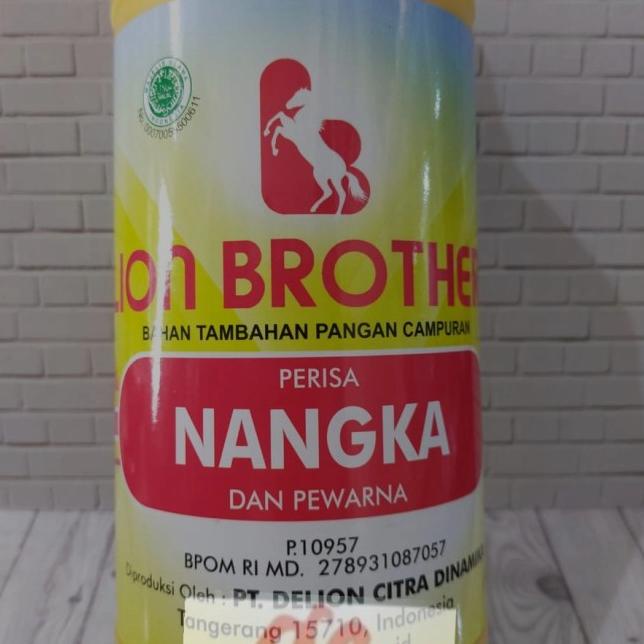 LION BROTHER
BAHAN TAMBAHAN PANGAN CAMPURAN
PERISA
NANGKA
DAN PEWARNA
P.10957
BPOM RI MD. 278931087057
Diproduksi Oleh : PT. DELION CITRA DINAMIKA
Tangerang 15710, Indonesia